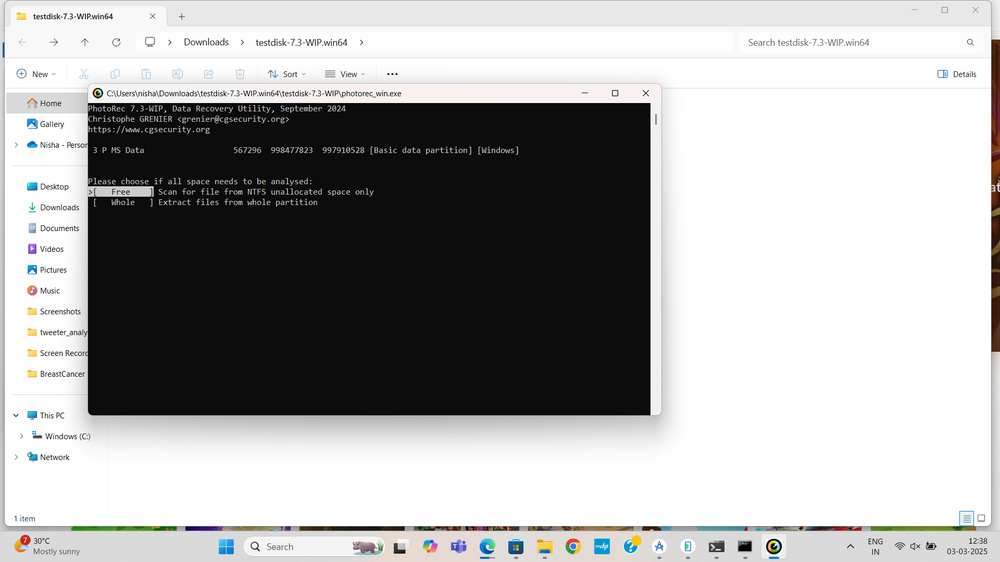 testdisk-7.3-WIP.win64
Downloads
testdisk-7.3-WIP.win64
Search testdisk-7.3-WIP.win64
New
Sort
View
Details
Home
Gallery
Nisha - Person
Desktop
Downloads
Documents
Videos
Pictures
Music
Screenshots
tweeter_analy
Screen Record
BreastCancer
This PC
Windows (C:)
Network
C:\Users\nisha\Downloads\testdisk-7.3-WIP.win64\testdisk-7.3-WIP\photorec_win.exe
PhotoRec 7.3-WIP, Data Recovery Utility, September 2024
Christophe GRENIER <grenier@cgsecurity.org>
https://www.cgsecurity.org
3 P MS Data 567296 998477823 997910528 [Basic data partition] [Windows]
Please choose if all space needs to be analysed:
>[ Free ] Scan for file from NTFS unallocated space only
[ Whole ] Extract files from whole partition
at
1 item
7
30°C
Mostly sunny
Search
myhp
ENG
IN
12:38
03-03-2025